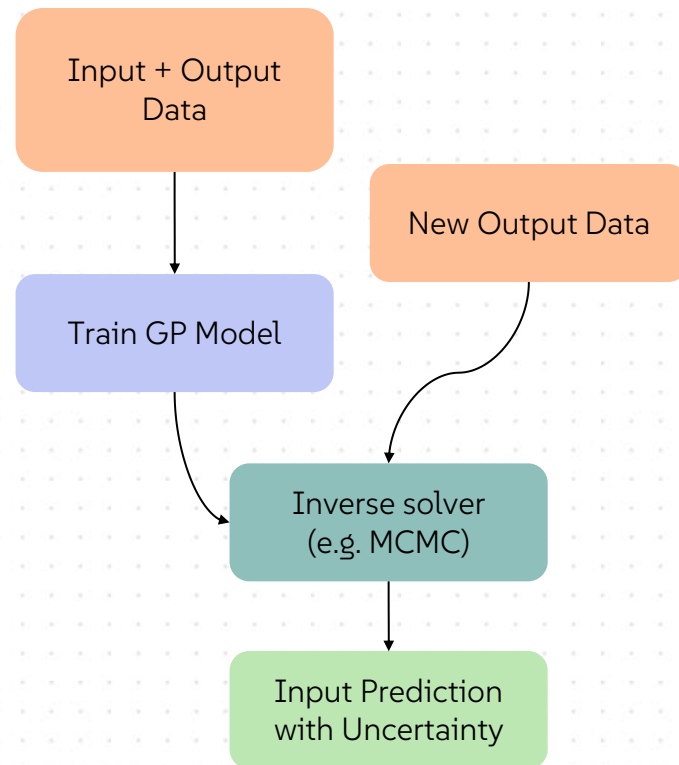 Input + Output
Data
New Output Data
Train GP Model
Inverse solver
(e.g. MCMC)
Input Prediction
with Uncertainty